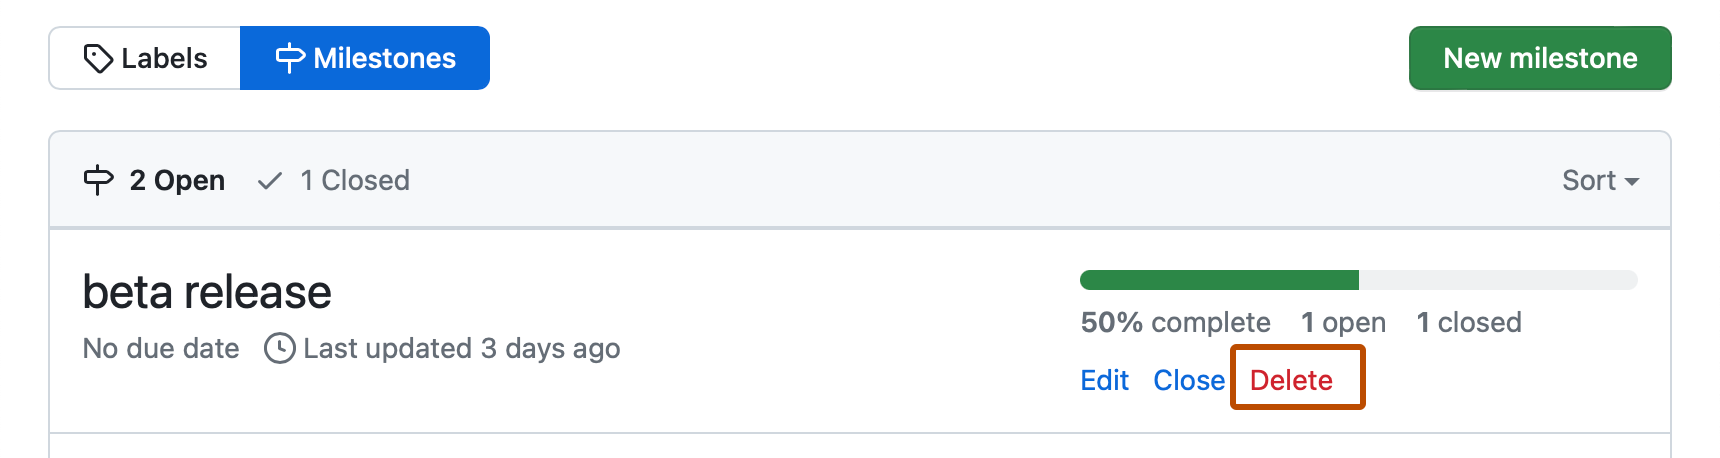 Labels Milestones New milestone
2 Open 1 Closed Sort
beta release
50% complete 1 open 1 closed
No due date Last updated 3 days ago
Edit Close Delete